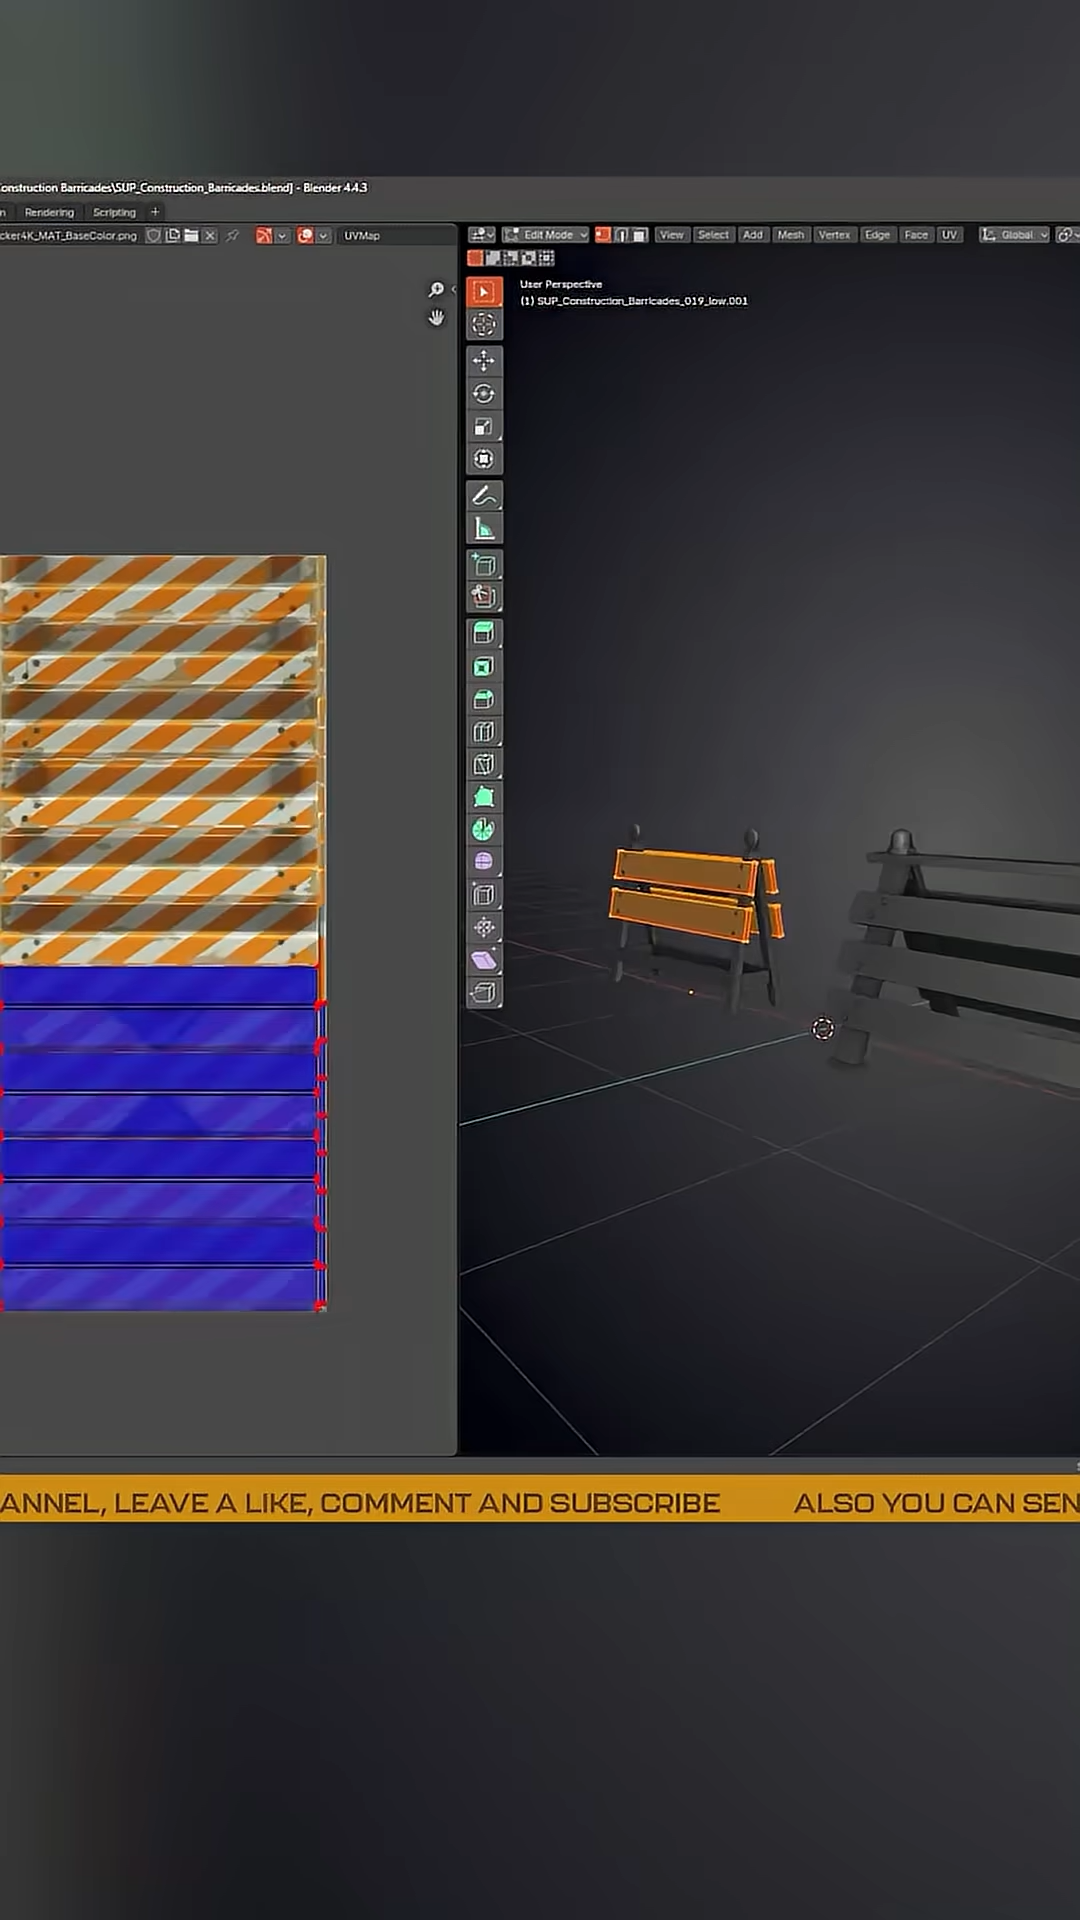 onstruction Barricades\SUP_Construction_Barricades.blend] - Blender 4.4.3
n Rendering Scripting +
cker4K_MAT_BaseColor.png UVMap
Edit Mode View Select Add Mesh Vertex Edge Face UV Global
User Perspective
(1) SUP_Construction_Barricades_019_low.001
ANNEL, LEAVE A LIKE, COMMENT AND SUBSCRIBE ALSO YOU CAN SEN